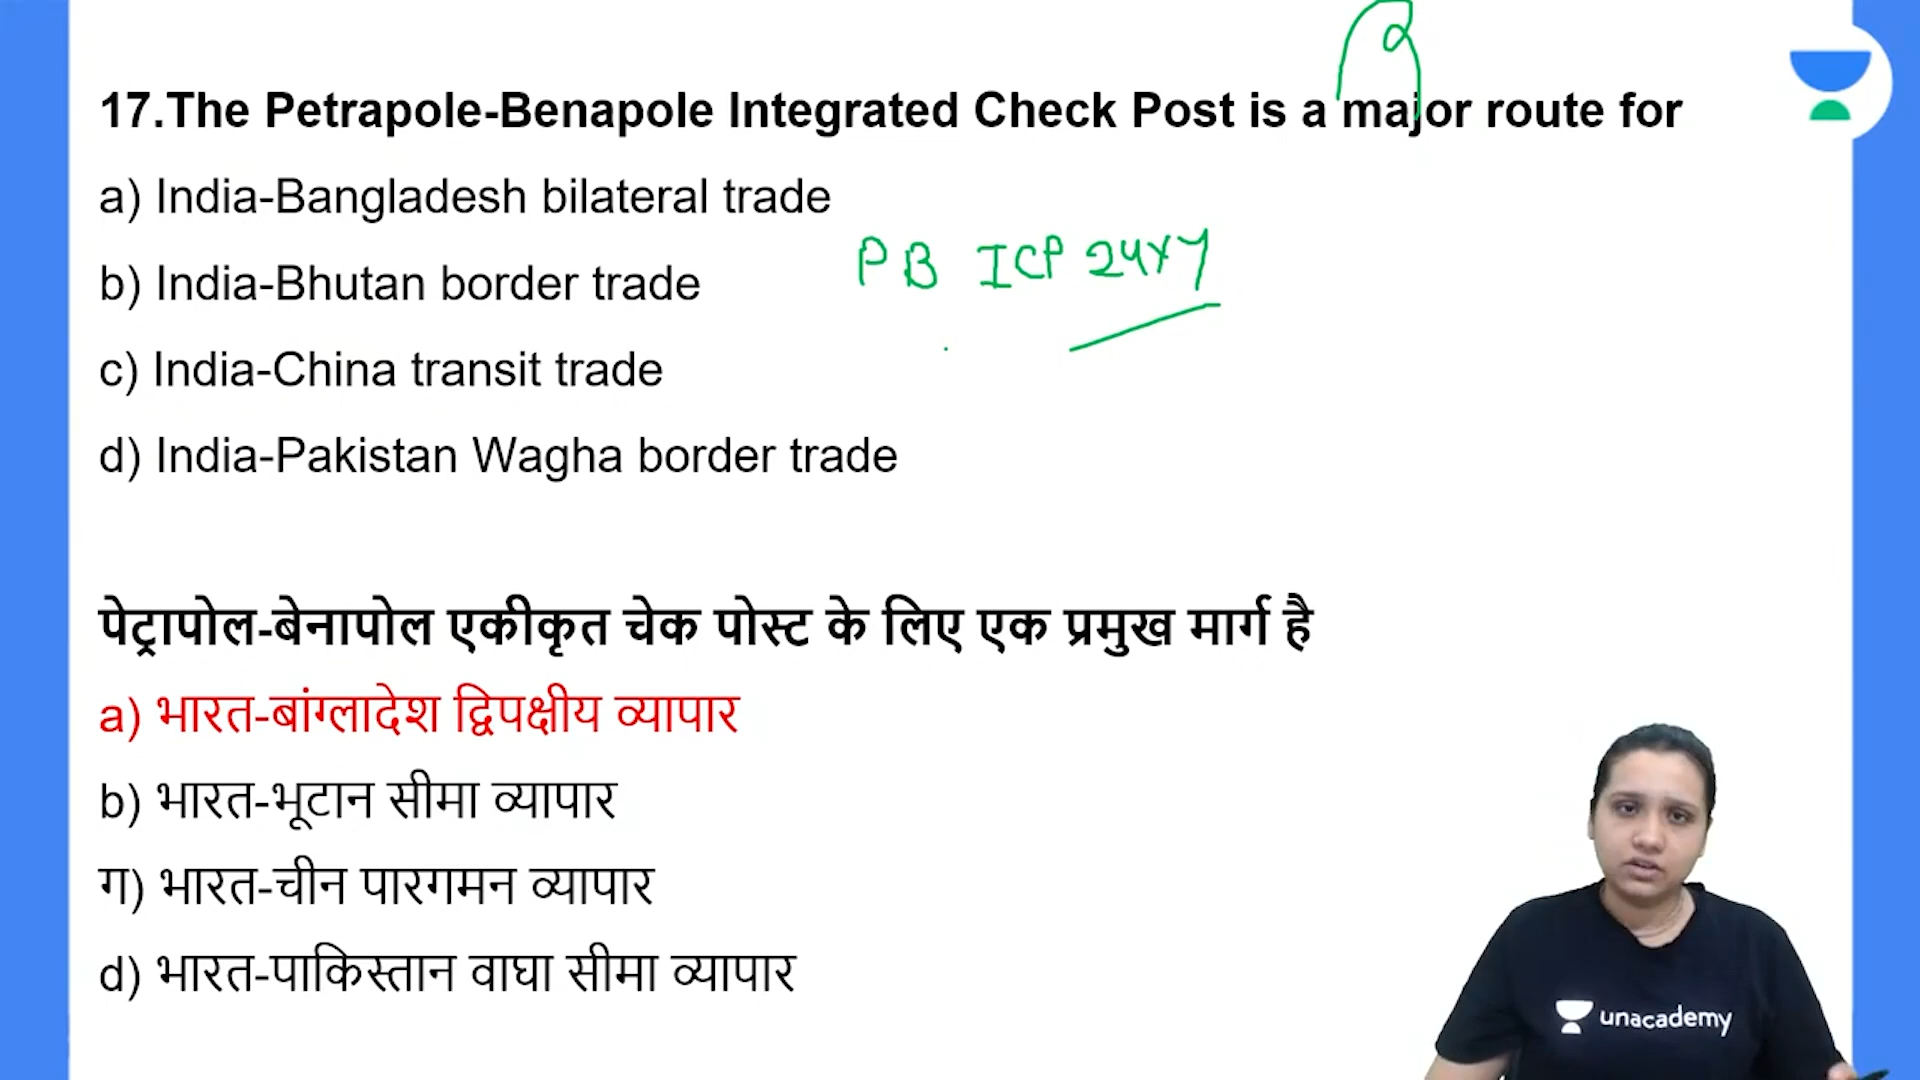 17.The Petrapole-Benapole Integrated Check Post is a major route for
a) India-Bangladesh bilateral trade
b) India-Bhutan border trade
PB ICP 24x7
c) India-China transit trade
d) India-Pakistan Wagha border trade
पेट्रापोल-बेनापोल एकीकृत चेक पोस्ट के लिए एक प्रमुख मार्ग है
a) भारत-बांग्लादेश द्विपक्षीय व्यापार
b) भारत-भूटान सीमा व्यापार
ग) भारत-चीन पारगमन व्यापार
d) भारत-पाकिस्तान वाघा सीमा व्यापार
unacademy